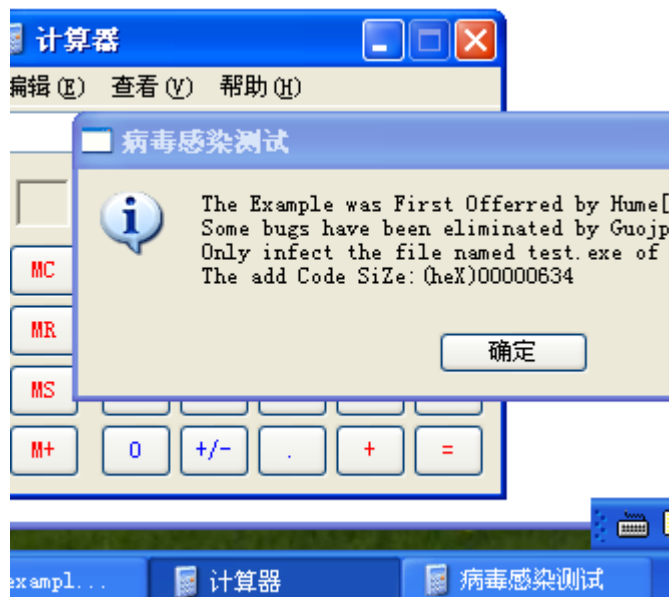 计算器
编辑(E) 查看(V) 帮助(H)
病毒感染测试
The Example was First Offerred by Hume[
Some bugs have been eliminated by Guojp
Only infect the file named test.exe of
The add Code SiZe:(heX)00000634
确定
MC
MR
MS
M+ 0 +/- . + =
exampl... 计算器 病毒感染测试